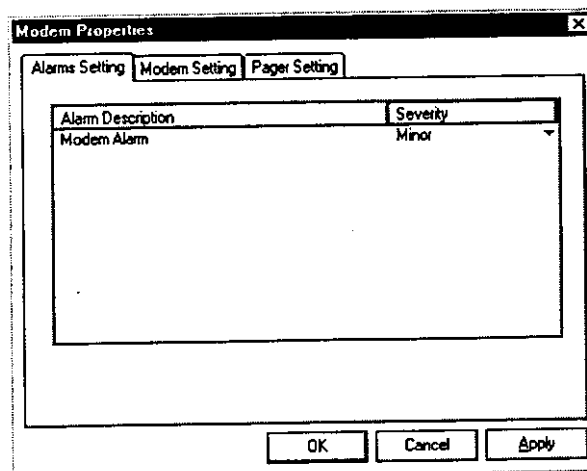 Modem Properties
Alarms Setting Modem Setting Pager Setting
Alarm Description Severity
Modem Alarm Minor
OK Cancel Apply